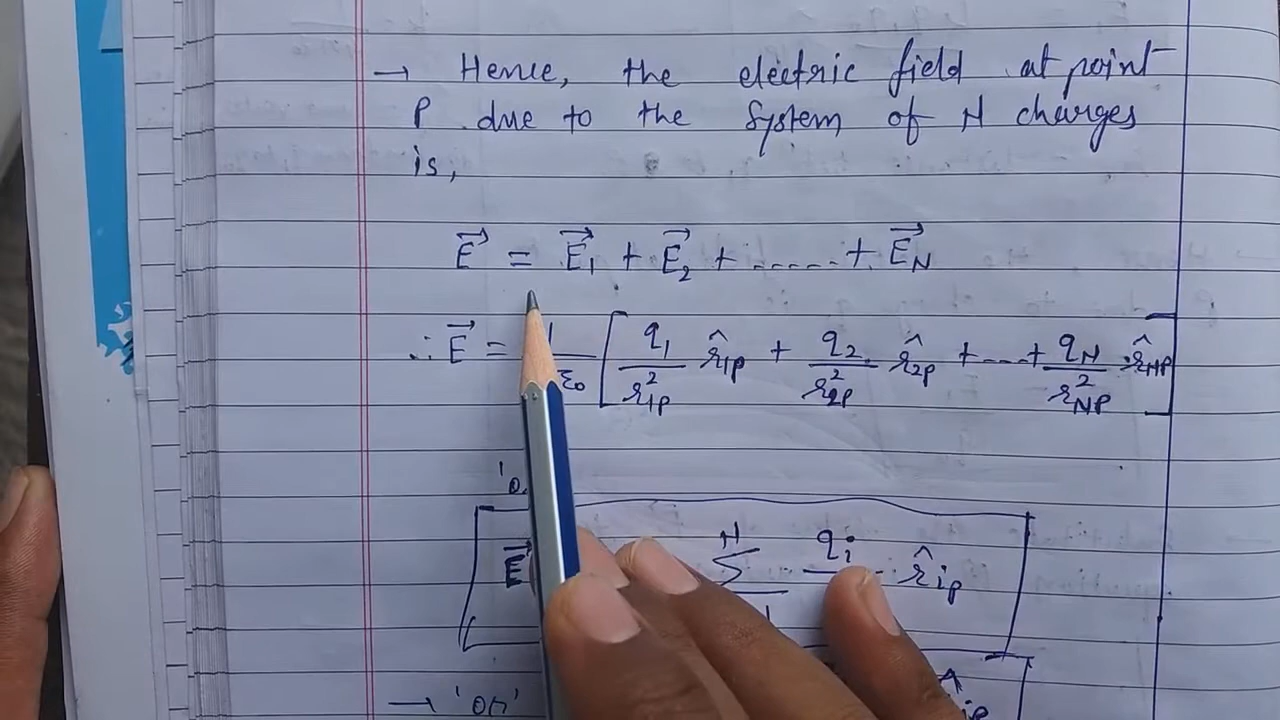 → Hence, the electric field at point
P due to the system of N charges
is,
E⃗ = E⃗₁ + E⃗₂ + ...... + E⃗N
∴ E⃗ = 1/ε₀ [ q₁/r²₁P r̂₁P + q₂/r²₂P r̂₂P + .... + qN/r²NP r̂NP ]
E⃗ N Σ qi r̂iP
→ 'or'